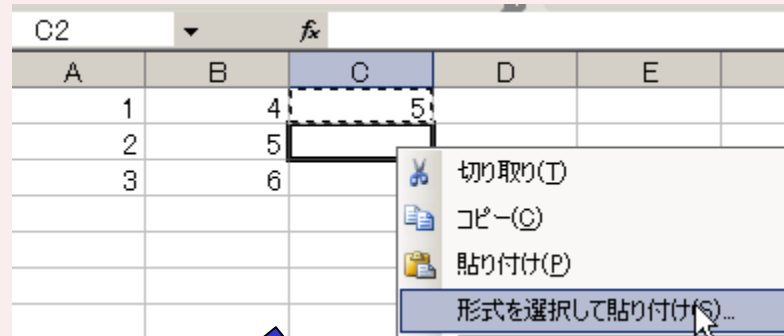 C2 fx
A B C D E
1 4 5
2 5
3 6
切り取り(T)
コピー(C)
貼り付け(P)
形式を選択して貼り付け(S)...